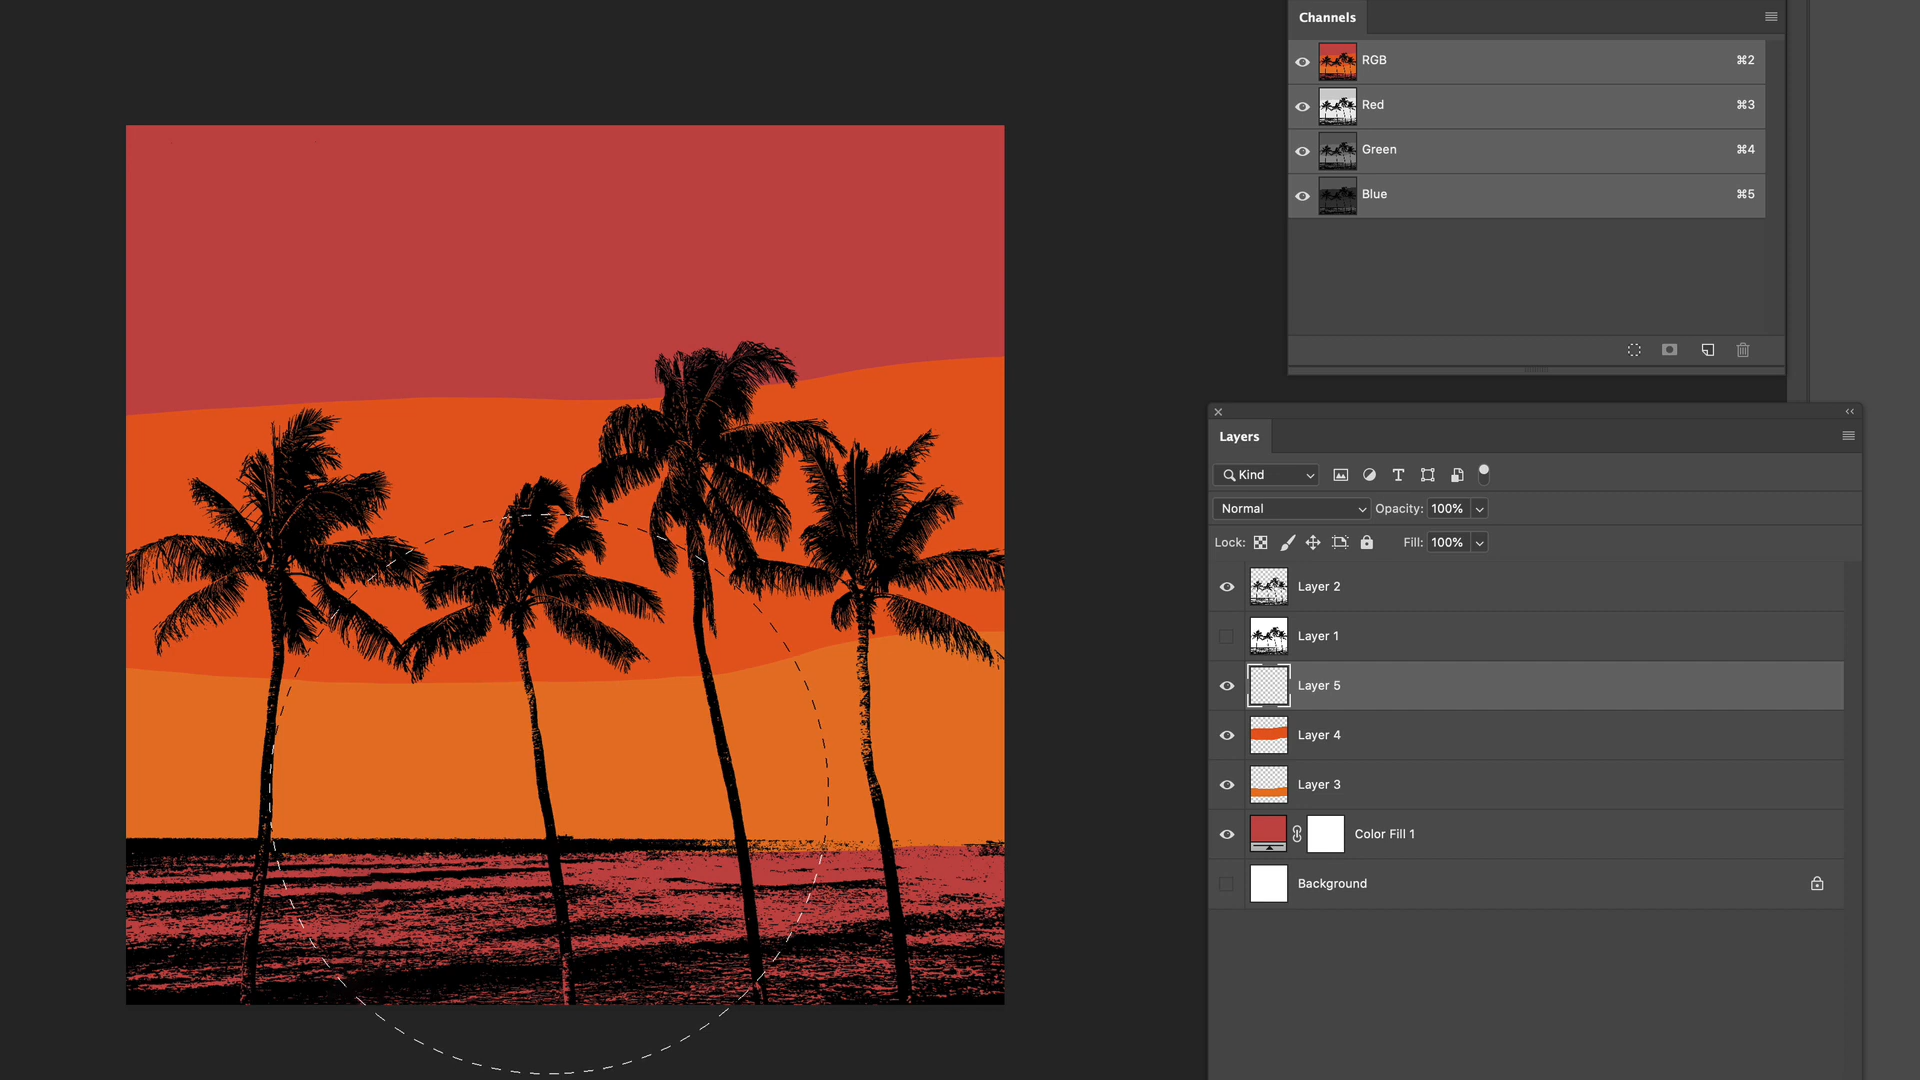 Channels
RGB ⌘2
Red ⌘3
Green ⌘4
Blue ⌘5
Layers
Kind
Normal Opacity: 100%
Lock: Fill: 100%
Layer 2
Layer 1
Layer 5
Layer 4
Layer 3
Color Fill 1
Background